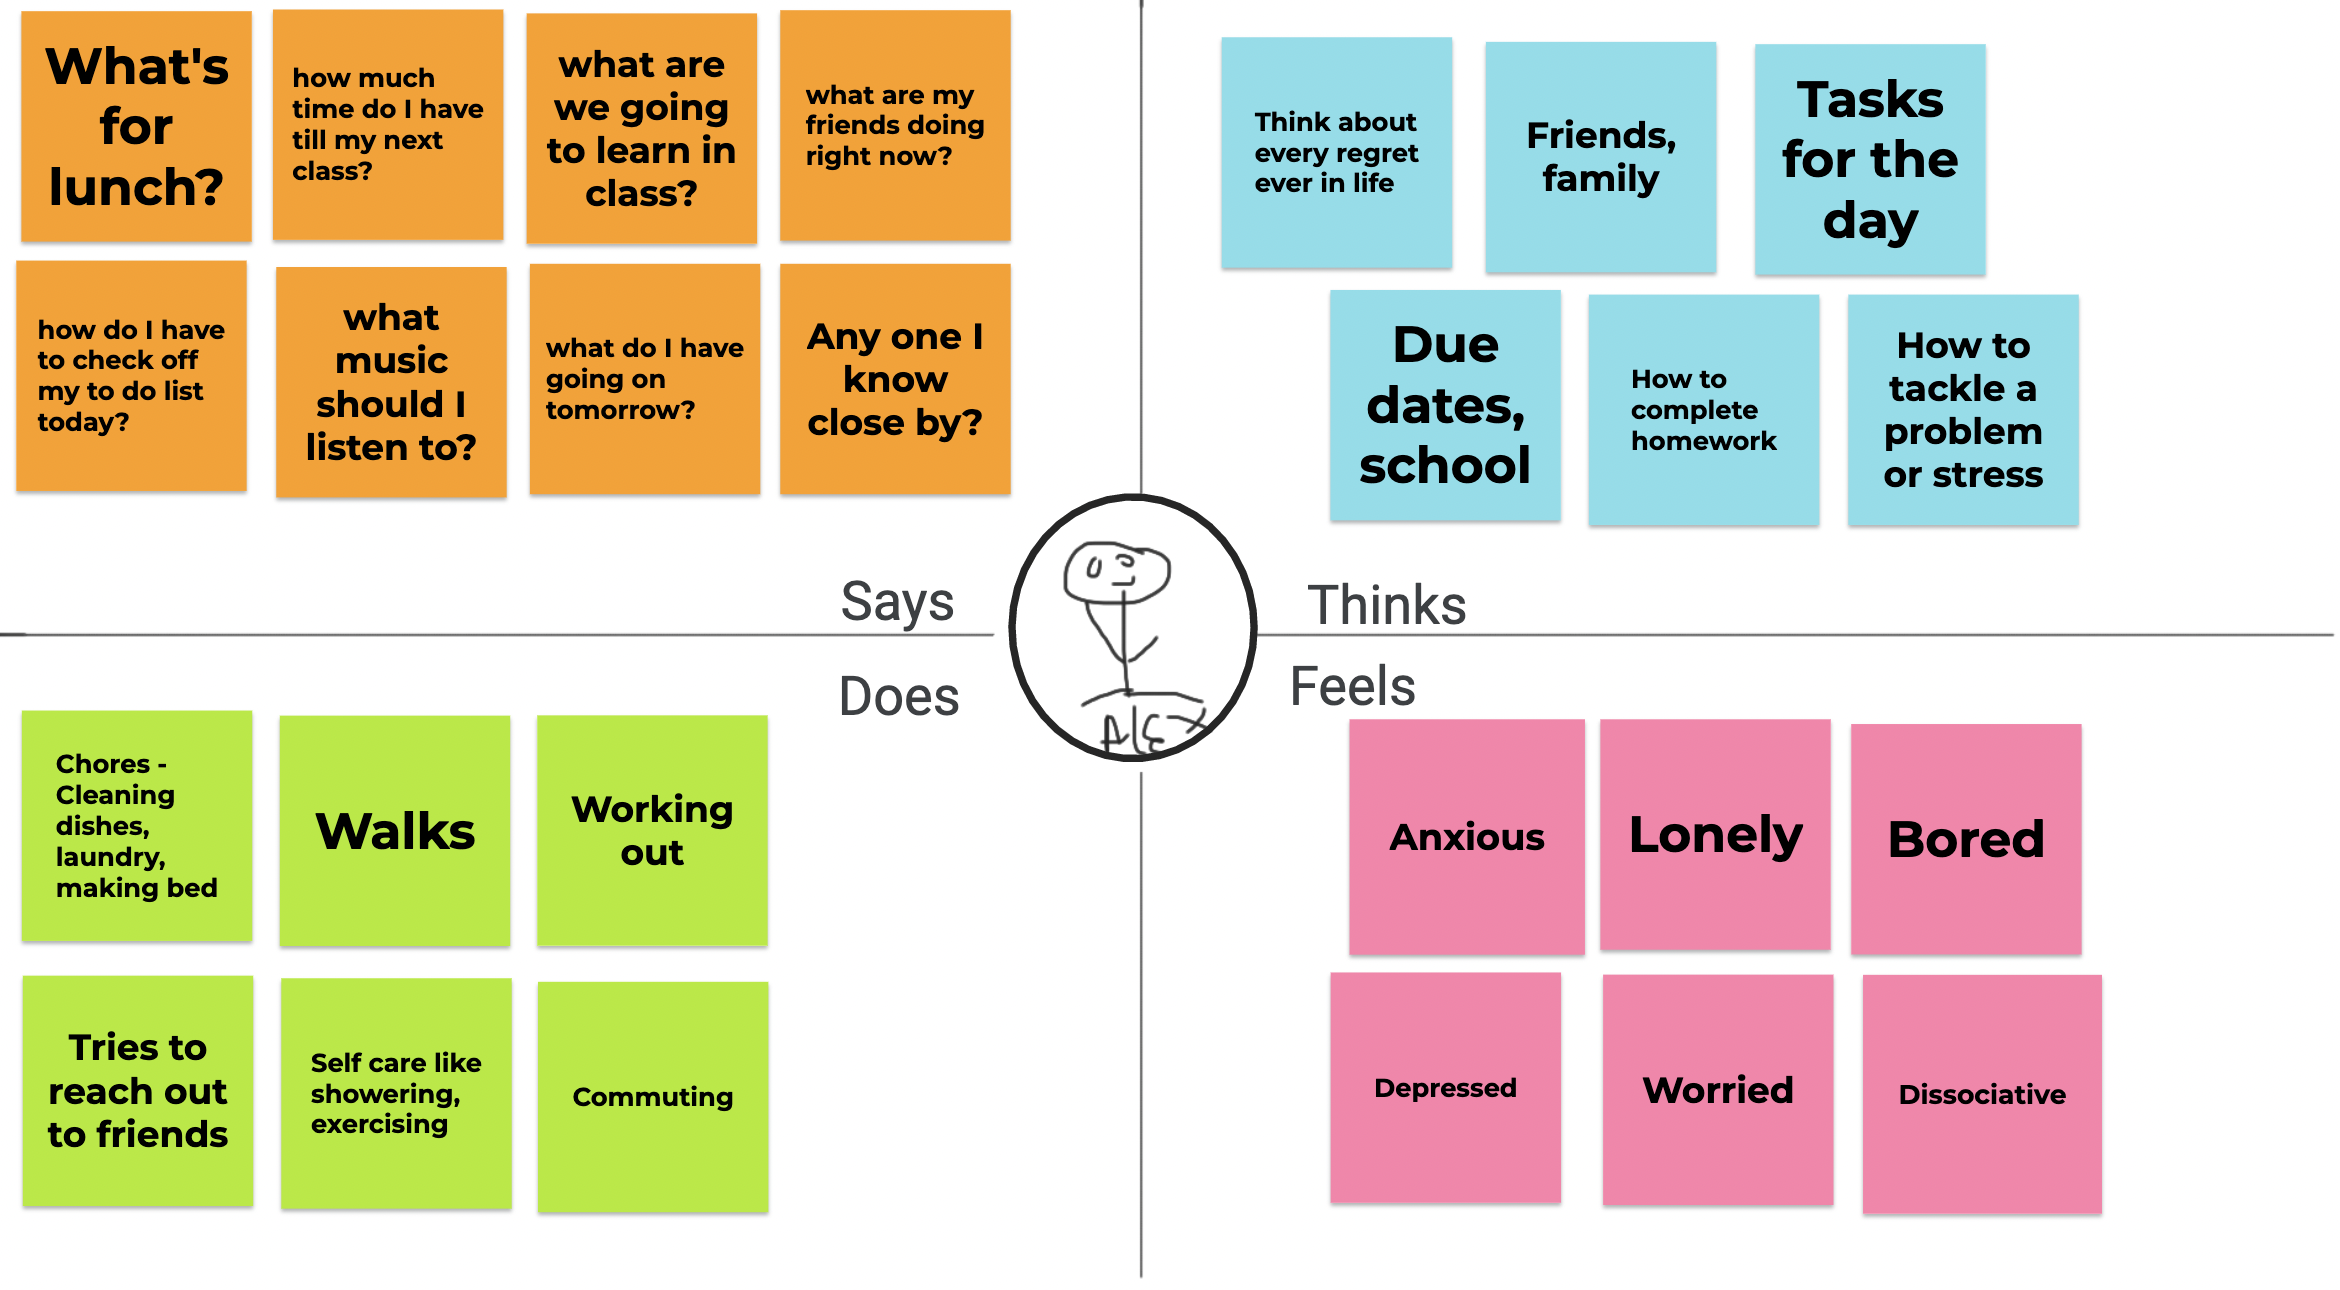 What's
for
lunch?
how much
time do I have
till my next
class?
what are
we going
to learn in
class?
what are my
friends doing
right now?
how do I have
to check off
my to do list
today?
what
music
should I
listen to?
what do I have
going on
tomorrow?
Any one I
know
close by?
Says
Think about
every regret
ever in life
Friends,
family
Tasks
for the
day
Due
dates,
school
How to
complete
homework
How to
tackle a
problem
or stress
Thinks
ALEX
Does
Chores -
Cleaning
dishes,
laundry,
making bed
Walks
Working
out
Tries to
reach out
to friends
Self care like
showering,
exercising
Commuting
Feels
Anxious
Lonely
Bored
Depressed
Worried
Dissociative